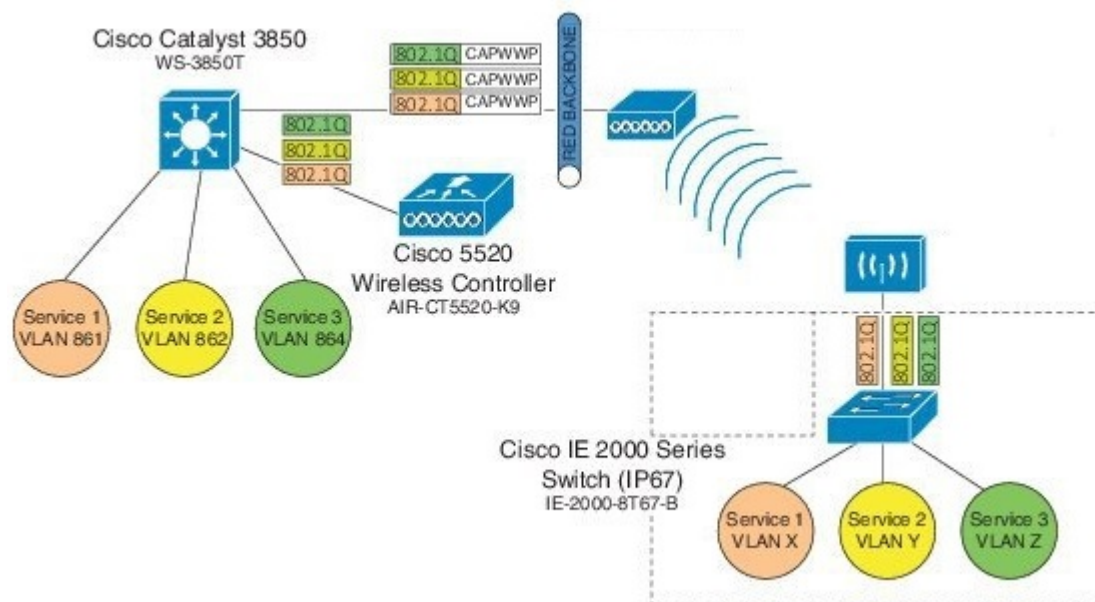 Cisco Catalyst 3850
WS-3850T
802.1Q CAPWWP
802.1Q CAPWWP
802.1Q CAPWWP
RED BACKBONE
802.1Q
802.1Q
802.1Q
Cisco 5520
Wireless Controller
AIR-CT5520-K9
Service 1
VLAN 861
Service 2
VLAN 862
Service 3
VLAN 864
802.1Q
802.1Q
802.1Q
Cisco IE 2000 Series
Switch (IP67)
IE-2000-8T67-B
Service 1
VLAN X
Service 2
VLAN Y
Service 3
VLAN Z